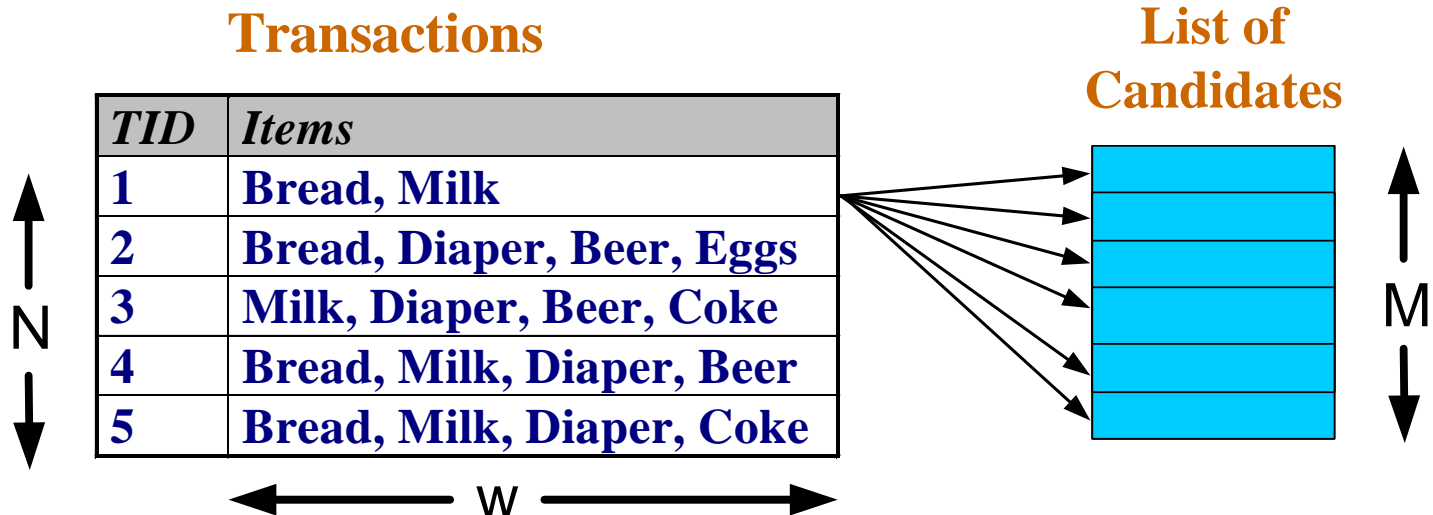 Transactions
List of
Candidates
TID Items
1 Bread, Milk
2 Bread, Diaper, Beer, Eggs
3 Milk, Diaper, Beer, Coke
4 Bread, Milk, Diaper, Beer
5 Bread, Milk, Diaper, Coke
N
M
w